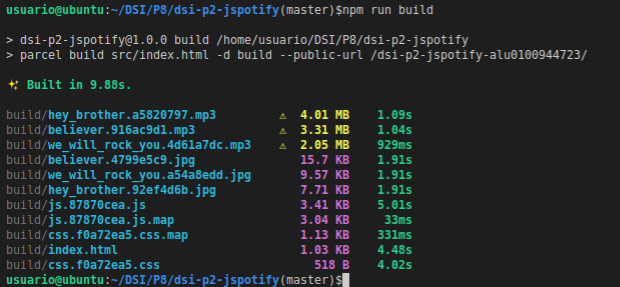 usuario@ubuntu:~/DSI/P8/dsi-p2-jspotify(master)$npm run build
> dsi-p2-jspotify@1.0.0 build /home/usuario/DSI/P8/dsi-p2-jspotify
> parcel build src/index.html -d build --public-url /dsi-p2-jspotify-alu0100944723/
✨ Built in 9.88s.
build/hey_brother.a5820797.mp3 ⚠ 4.01 MB 1.09s
build/believer.916ac9d1.mp3 ⚠ 3.31 MB 1.04s
build/we_will_rock_you.4d61a7dc.mp3 ⚠ 2.05 MB 929ms
build/believer.4799e5c9.jpg 15.7 KB 1.91s
build/we_will_rock_you.a54a8edd.jpg 9.57 KB 1.91s
build/hey_brother.92ef4d6b.jpg 7.71 KB 1.91s
build/js.87870cea.js 3.41 KB 5.01s
build/js.87870cea.js.map 3.04 KB 33ms
build/css.f0a72ea5.css.map 1.13 KB 331ms
build/index.html 1.03 KB 4.48s
build/css.f0a72ea5.css 518 B 4.02s
usuario@ubuntu:~/DSI/P8/dsi-p2-jspotify(master)$